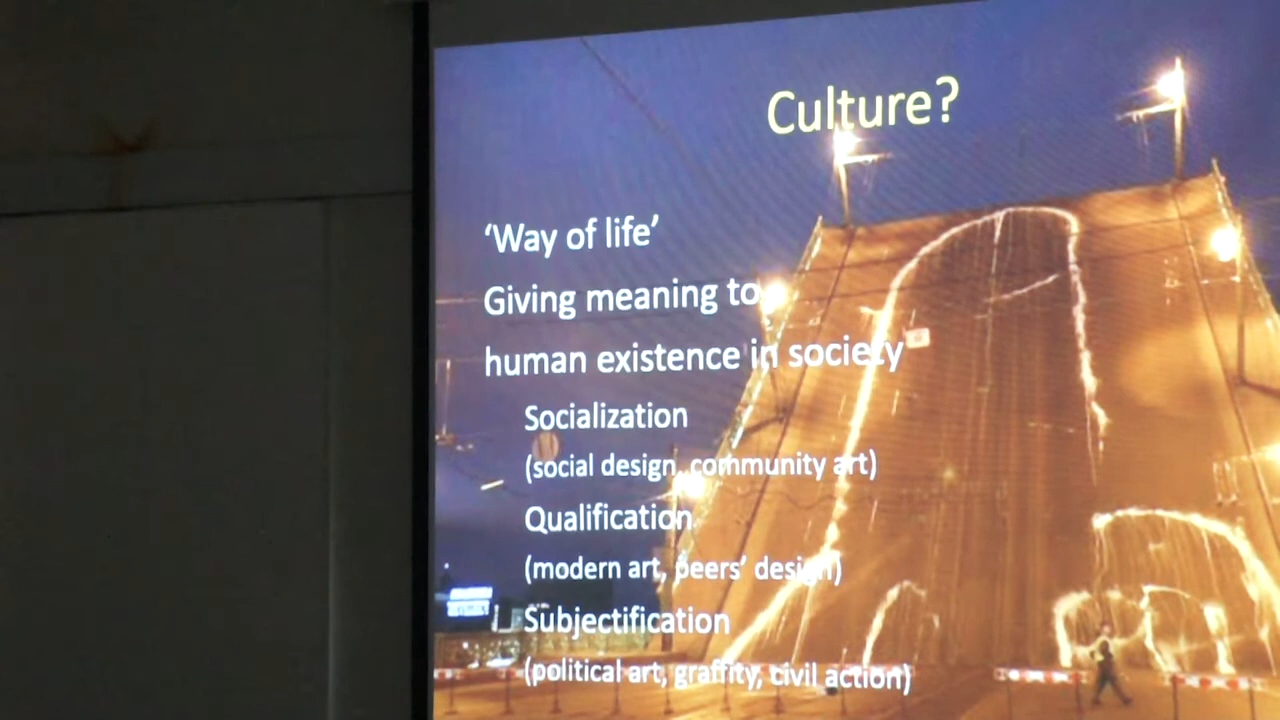 Culture?
‘Way of life’
Giving meaning to
human existence in society
Socialization
(social design, community art)
Qualification
(modern art, peers’ design)
Subjectification
(political art, graffity, civil action)